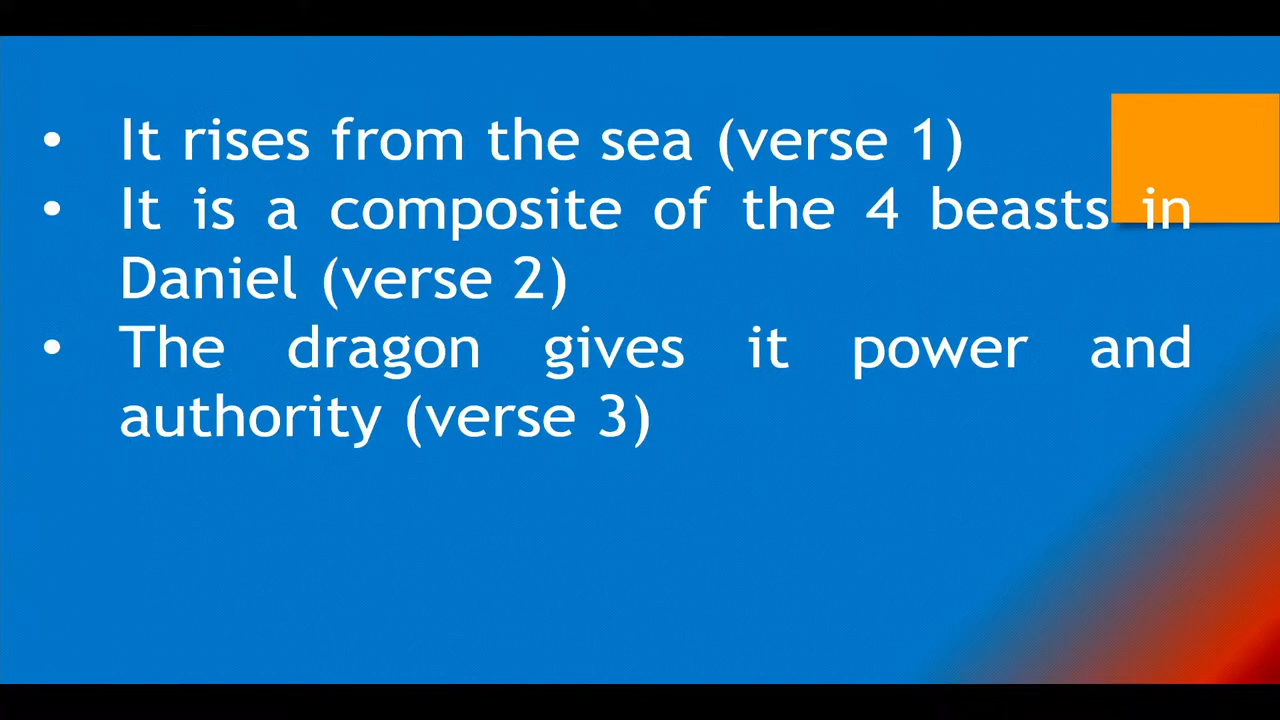 • It rises from the sea (verse 1)
• It is a composite of the 4 beasts in
Daniel (verse 2)
• The dragon gives it power and
authority (verse 3)